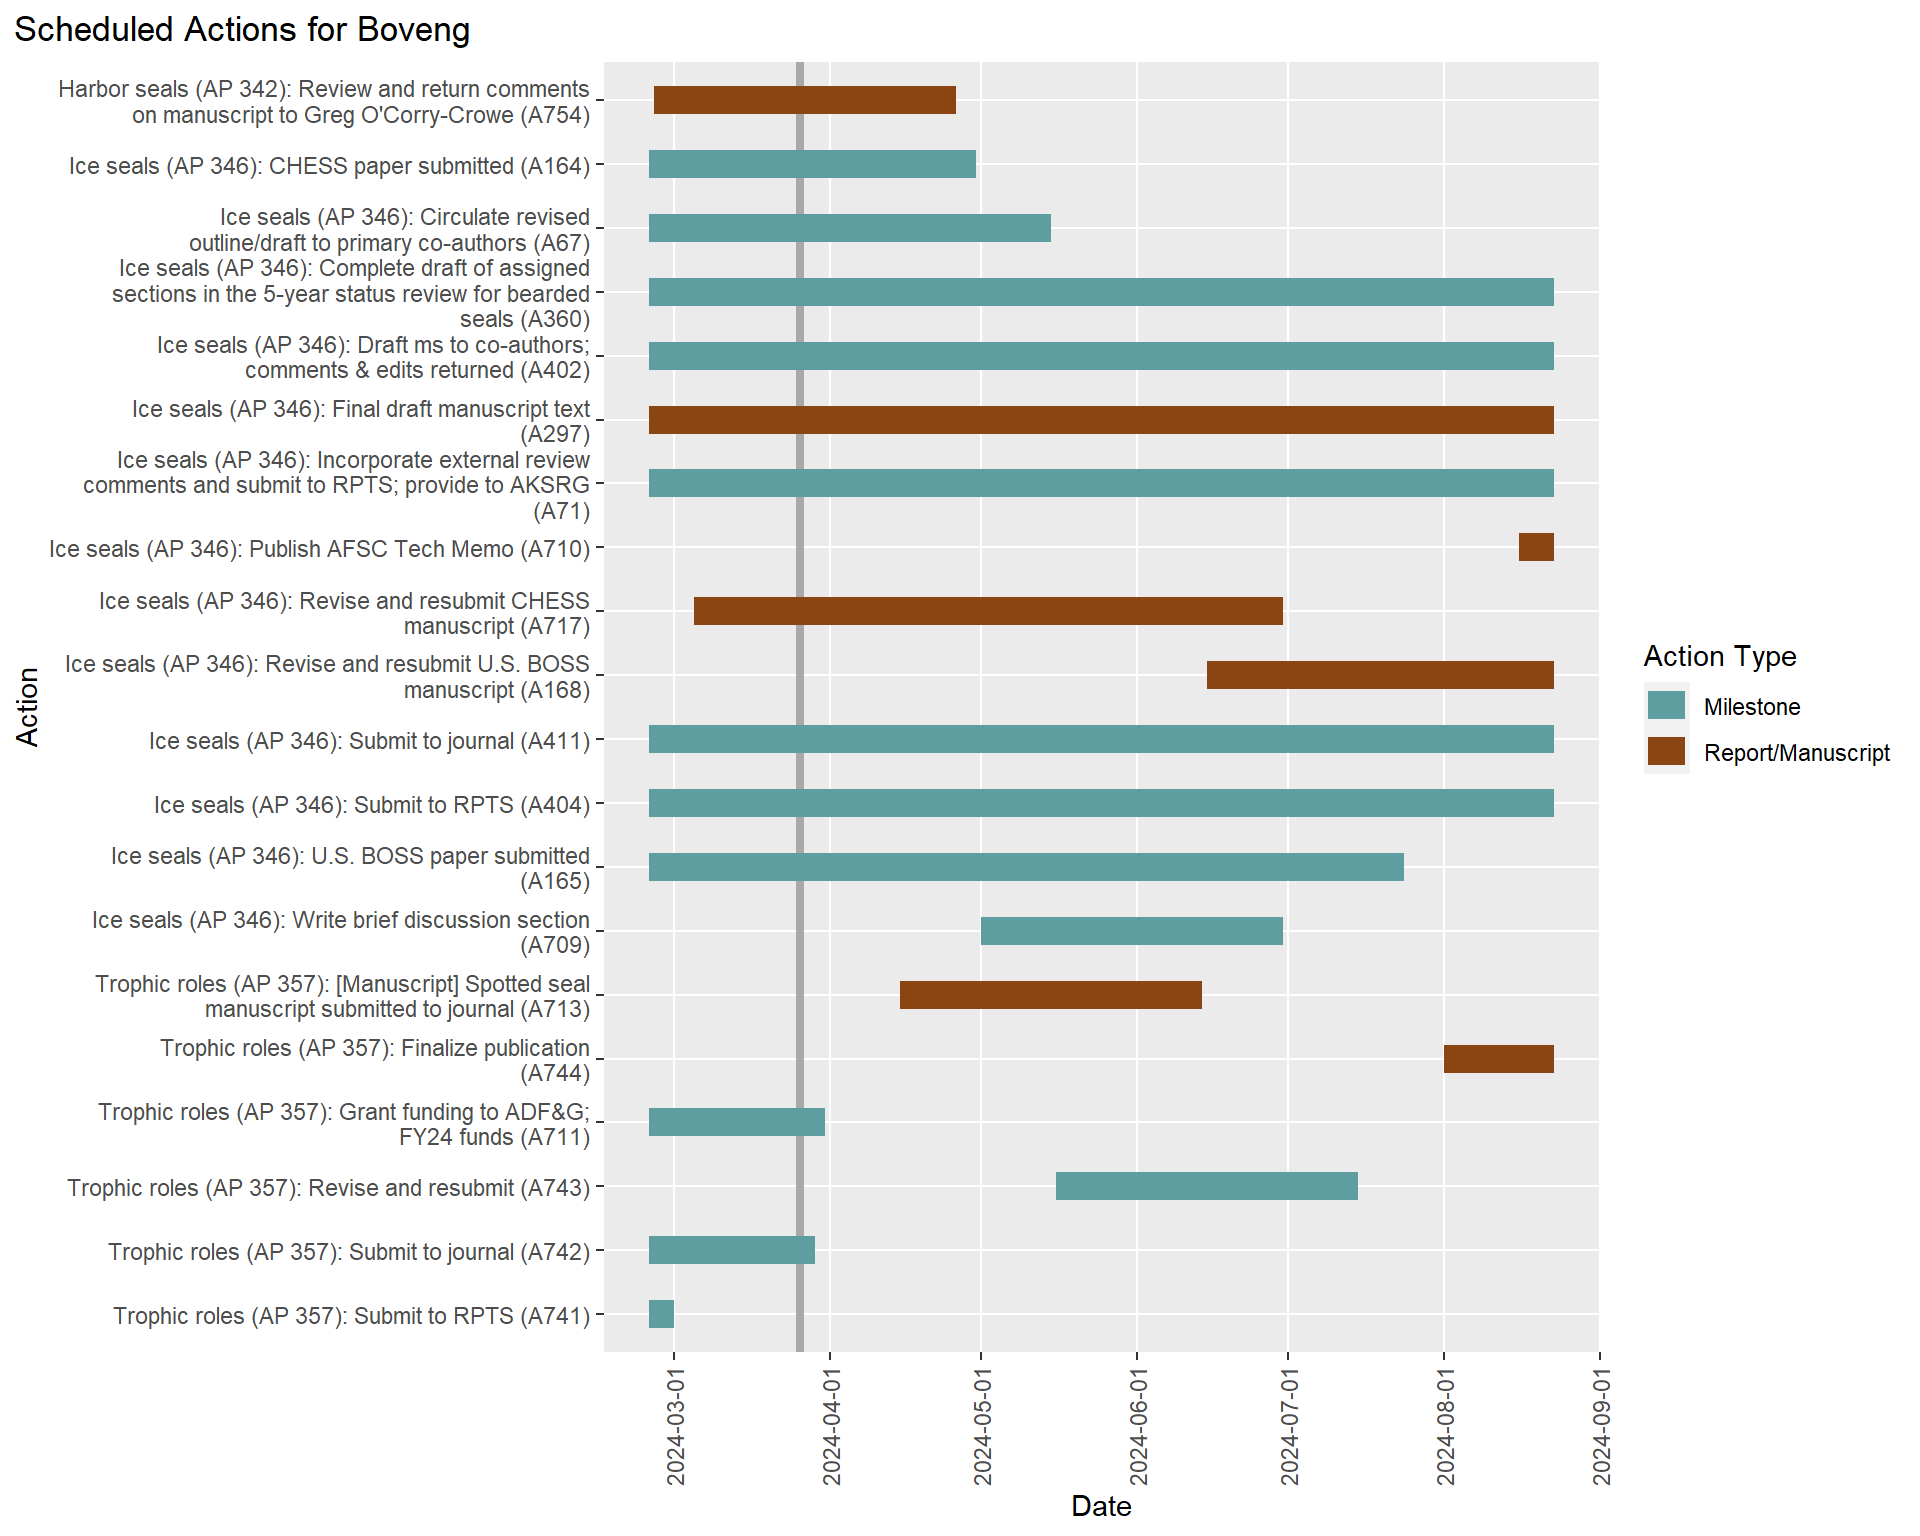 Scheduled Actions for Boveng
Harbor seals (AP 342): Review and return comments
on manuscript to Greg O'Corry-Crowe (A754)
Ice seals (AP 346): CHESS paper submitted (A164)
Ice seals (AP 346): Circulate revised
outline/draft to primary co-authors (A67)
Ice seals (AP 346): Complete draft of assigned
sections in the 5-year status review for bearded
seals (A360)
Ice seals (AP 346): Draft ms to co-authors;
comments & edits returned (A402)
Ice seals (AP 346): Final draft manuscript text
(A297)
Ice seals (AP 346): Incorporate external review
comments and submit to RPTS; provide to AKSRG
(A71)
Ice seals (AP 346): Publish AFSC Tech Memo (A710)
Ice seals (AP 346): Revise and resubmit CHESS
manuscript (A717)
Ice seals (AP 346): Revise and resubmit U.S. BOSS
manuscript (A168)
Ice seals (AP 346): Submit to journal (A411)
Ice seals (AP 346): Submit to RPTS (A404)
Ice seals (AP 346): U.S. BOSS paper submitted
(A165)
Ice seals (AP 346): Write brief discussion section
(A709)
Trophic roles (AP 357): [Manuscript] Spotted seal
manuscript submitted to journal (A713)
Trophic roles (AP 357): Finalize publication
(A744)
Trophic roles (AP 357): Grant funding to ADF&G;
FY24 funds (A711)
Trophic roles (AP 357): Revise and resubmit (A743)
Trophic roles (AP 357): Submit to journal (A742)
Trophic roles (AP 357): Submit to RPTS (A741)
Action
2024-03-01
2024-04-01
2024-05-01
2024-06-01
2024-07-01
2024-08-01
2024-09-01
Date
Action Type
Milestone
Report/Manuscript